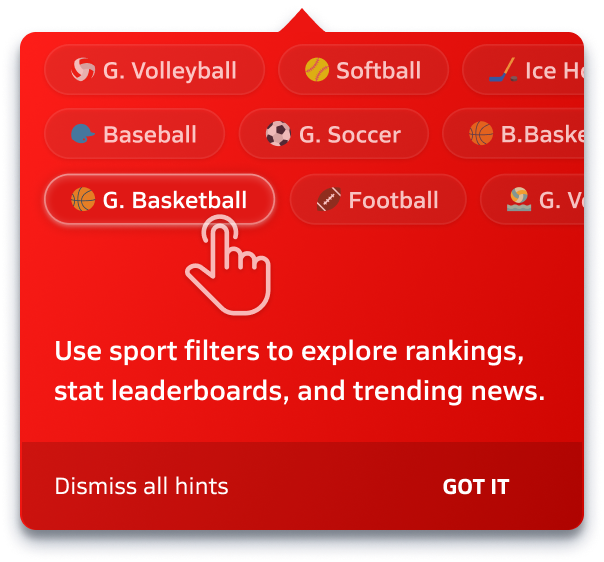 G. Volleyball Softball Ice Ho
Baseball G. Soccer B.Baske
G. Basketball Football G. Vo
Use sport filters to explore rankings,
stat leaderboards, and trending news.
Dismiss all hints GOT IT